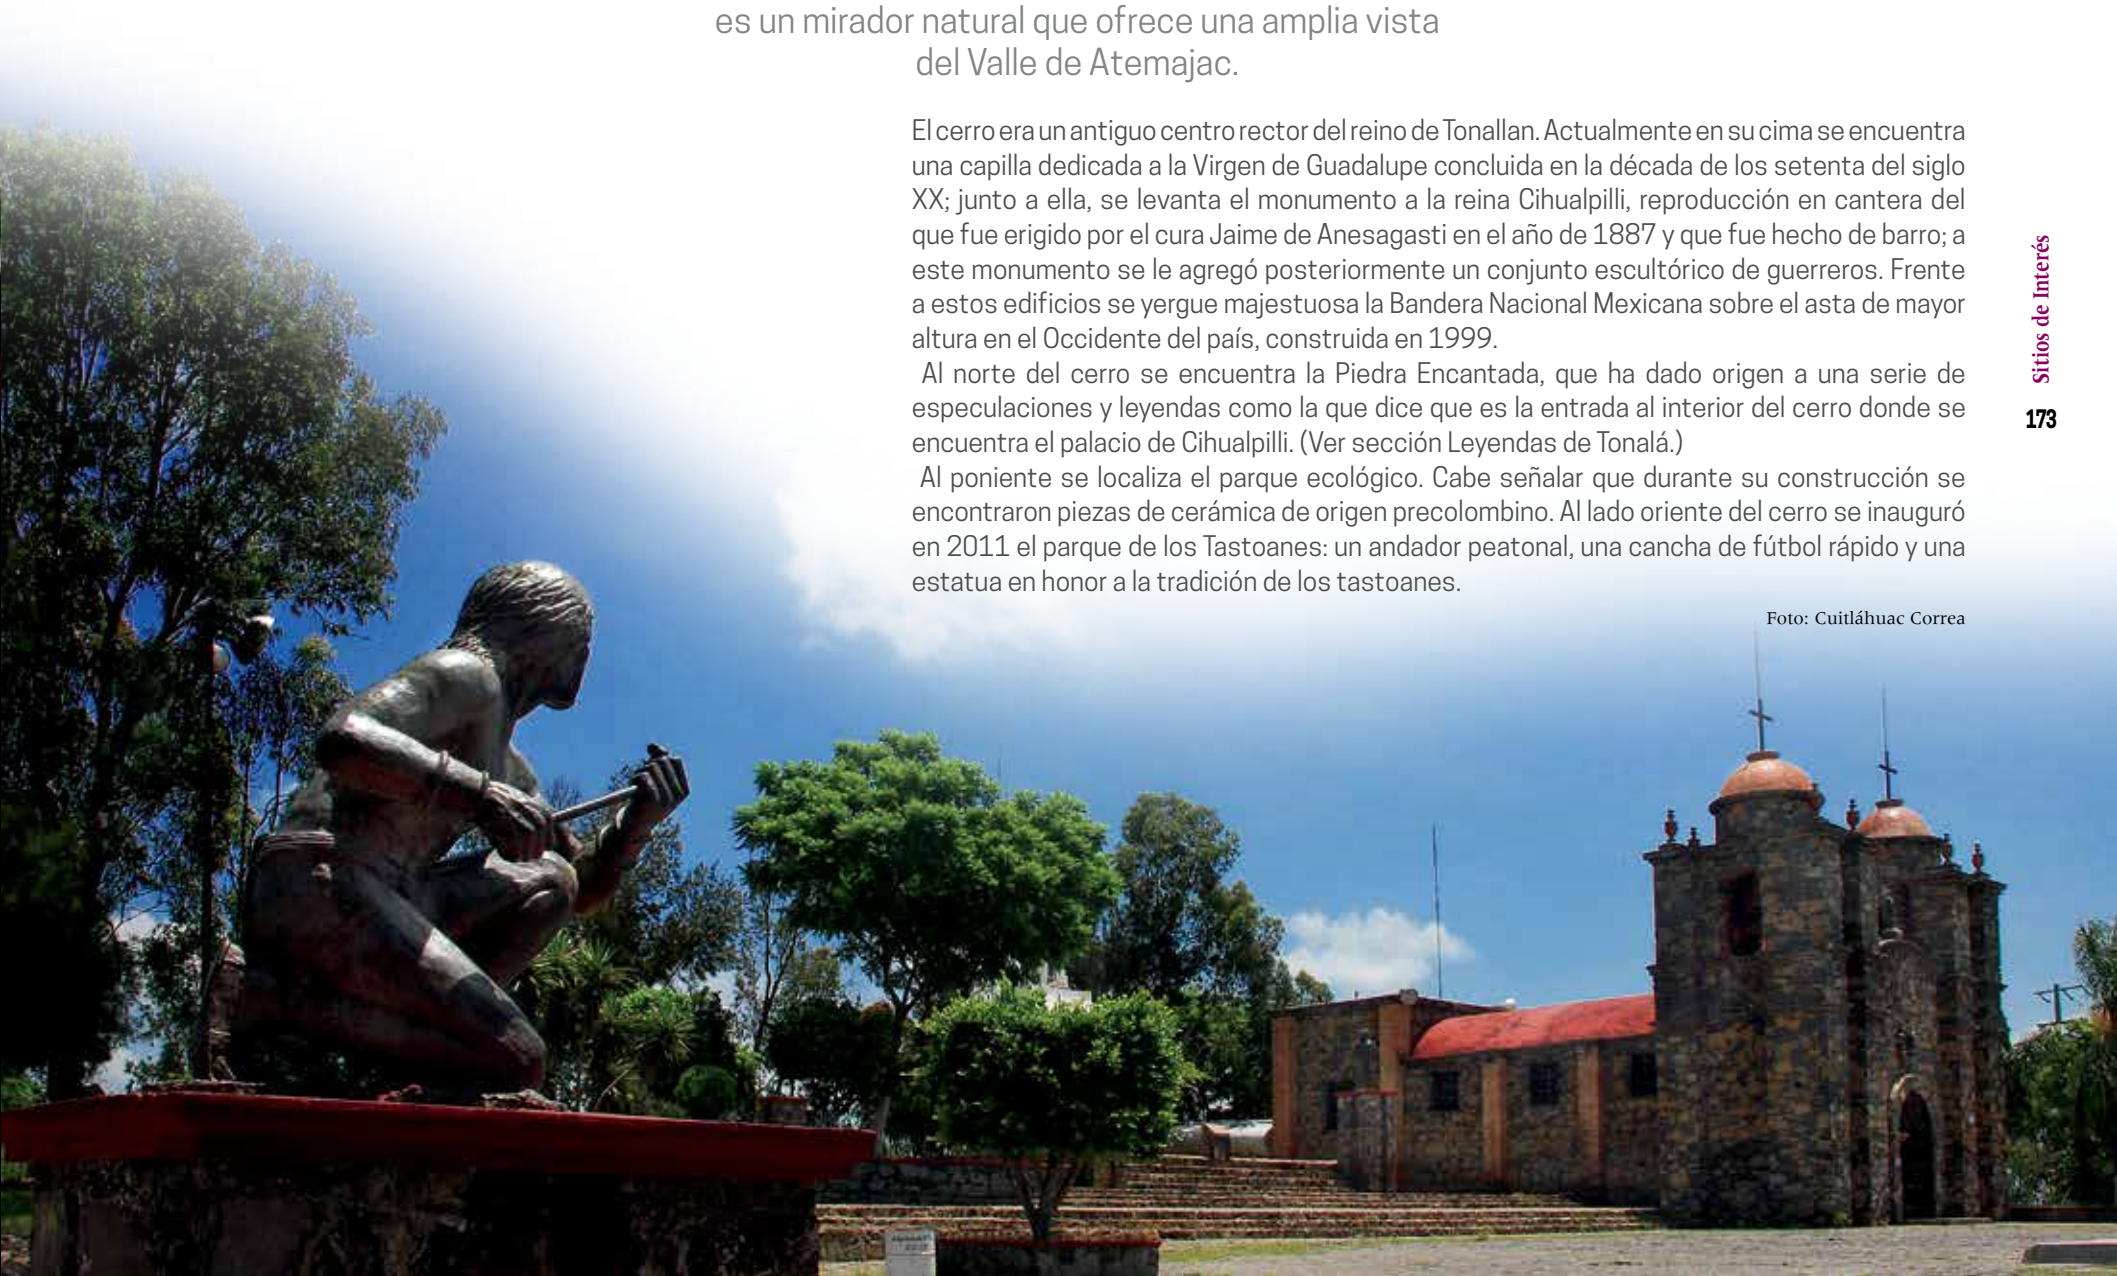 es un mirador natural que ofrece una amplia vista
del Valle de Atemajac.
El cerro era un antiguo centro rector del reino de Tonallan. Actualmente en su cima se encuentra
una capilla dedicada a la Virgen de Guadalupe concluida en la década de los setenta del siglo
XX; junto a ella, se levanta el monumento a la reina Cihualpilli, reproducción en cantera del
que fue erigido por el cura Jaime de Anesagasti en el año de 1887 y que fue hecho de barro; a
este monumento se le agregó posteriormente un conjunto escultórico de guerreros. Frente
a estos edificios se yergue majestuosa la Bandera Nacional Mexicana sobre el asta de mayor
altura en el Occidente del país, construida en 1999.
Al norte del cerro se encuentra la Piedra Encantada, que ha dado origen a una serie de
especulaciones y leyendas como la que dice que es la entrada al interior del cerro donde se
encuentra el palacio de Cihualpilli. (Ver sección Leyendas de Tonalá.)
Al poniente se localiza el parque ecológico. Cabe señalar que durante su construcción se
encontraron piezas de cerámica de origen precolombino. Al lado oriente del cerro se inauguró
en 2011 el parque de los Tastoanes: un andador peatonal, una cancha de fútbol rápido y una
estatua en honor a la tradición de los tastoanes.
Foto: Cuitláhuac Correa
Sitios de Interés
173